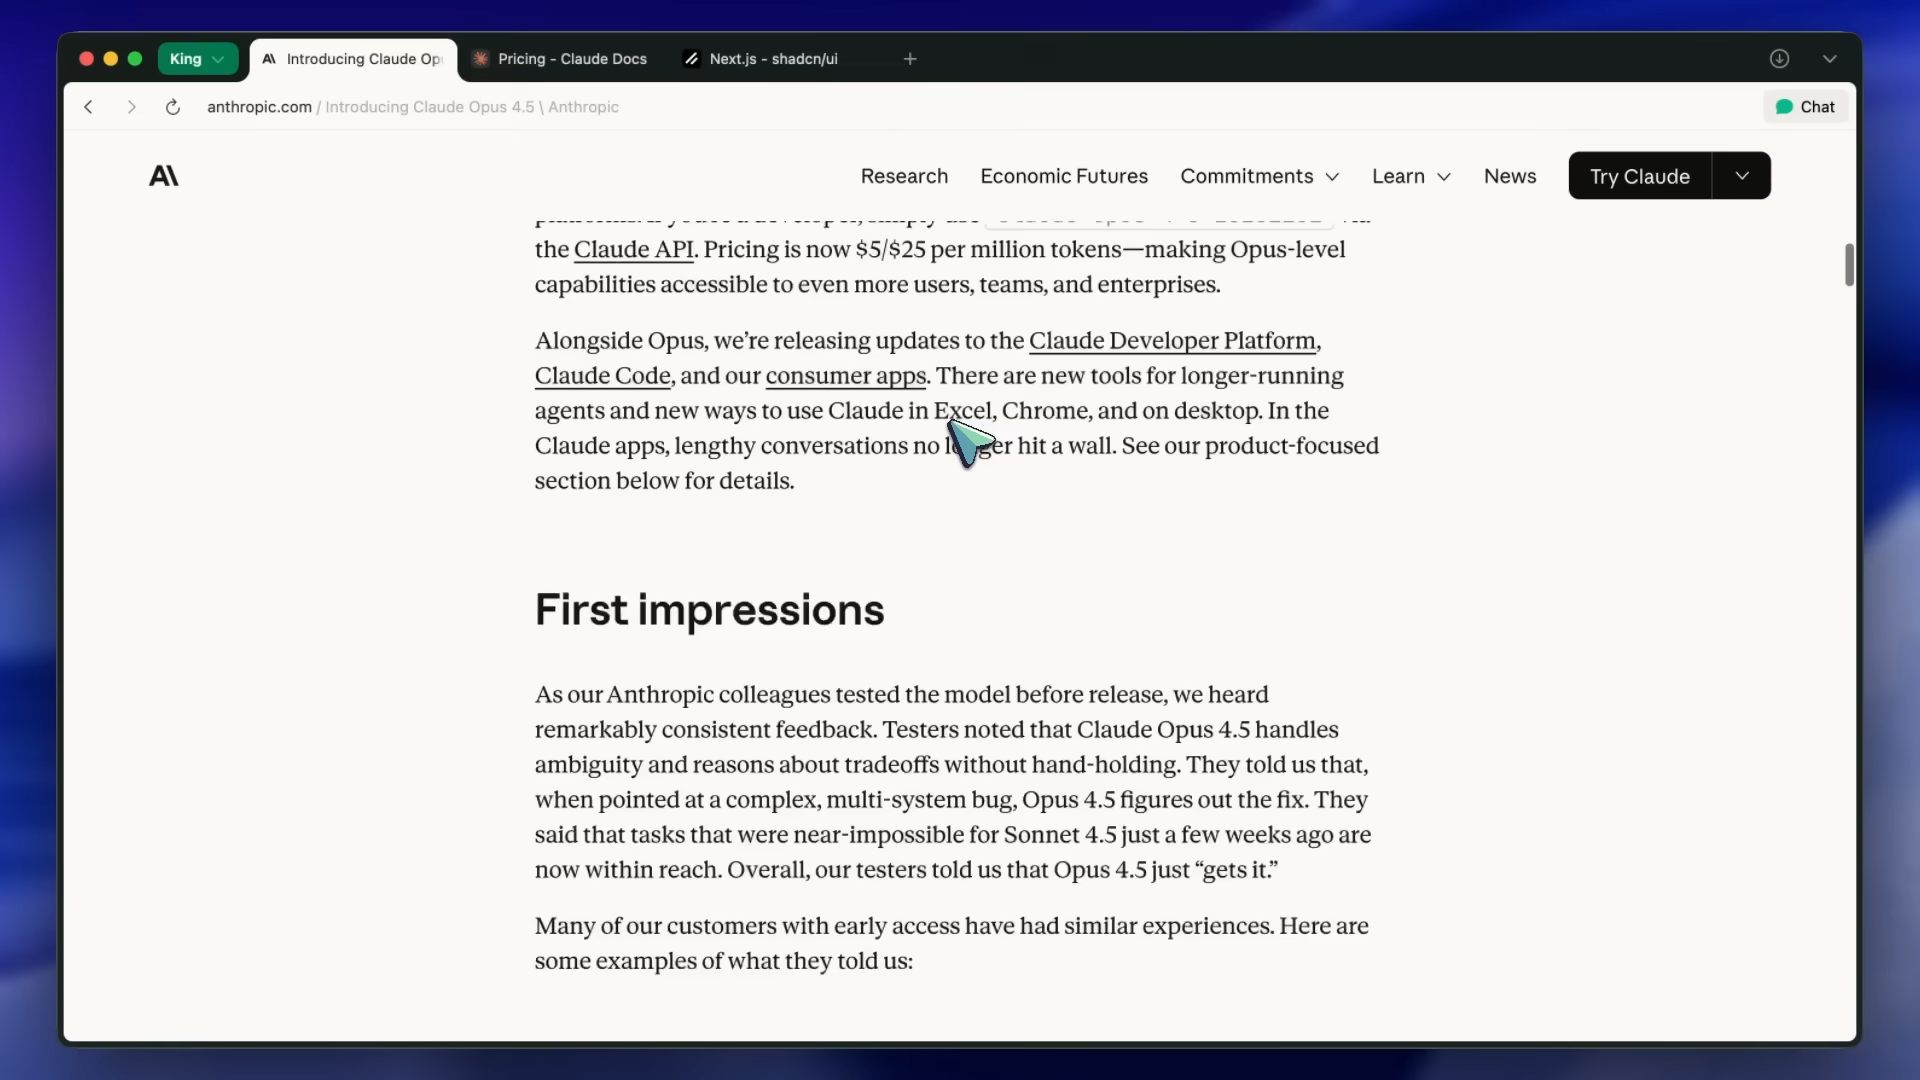 King
Introducing Claude Op
Pricing - Claude Docs
Next.js - shadcn/ui
anthropic.com / Introducing Claude Opus 4.5 \ Anthropic
Chat
Research
Economic Futures
Commitments
Learn
News
Try Claude
the Claude API. Pricing is now $5/$25 per million tokens—making Opus-level
capabilities accessible to even more users, teams, and enterprises.
Alongside Opus, we’re releasing updates to the Claude Developer Platform,
Claude Code, and our consumer apps. There are new tools for longer-running
agents and new ways to use Claude in Excel, Chrome, and on desktop. In the
Claude apps, lengthy conversations no longer hit a wall. See our product-focused
section below for details.
First impressions
As our Anthropic colleagues tested the model before release, we heard
remarkably consistent feedback. Testers noted that Claude Opus 4.5 handles
ambiguity and reasons about tradeoffs without hand-holding. They told us that,
when pointed at a complex, multi-system bug, Opus 4.5 figures out the fix. They
said that tasks that were near-impossible for Sonnet 4.5 just a few weeks ago are
now within reach. Overall, our testers told us that Opus 4.5 just “gets it.”
Many of our customers with early access have had similar experiences. Here are
some examples of what they told us: